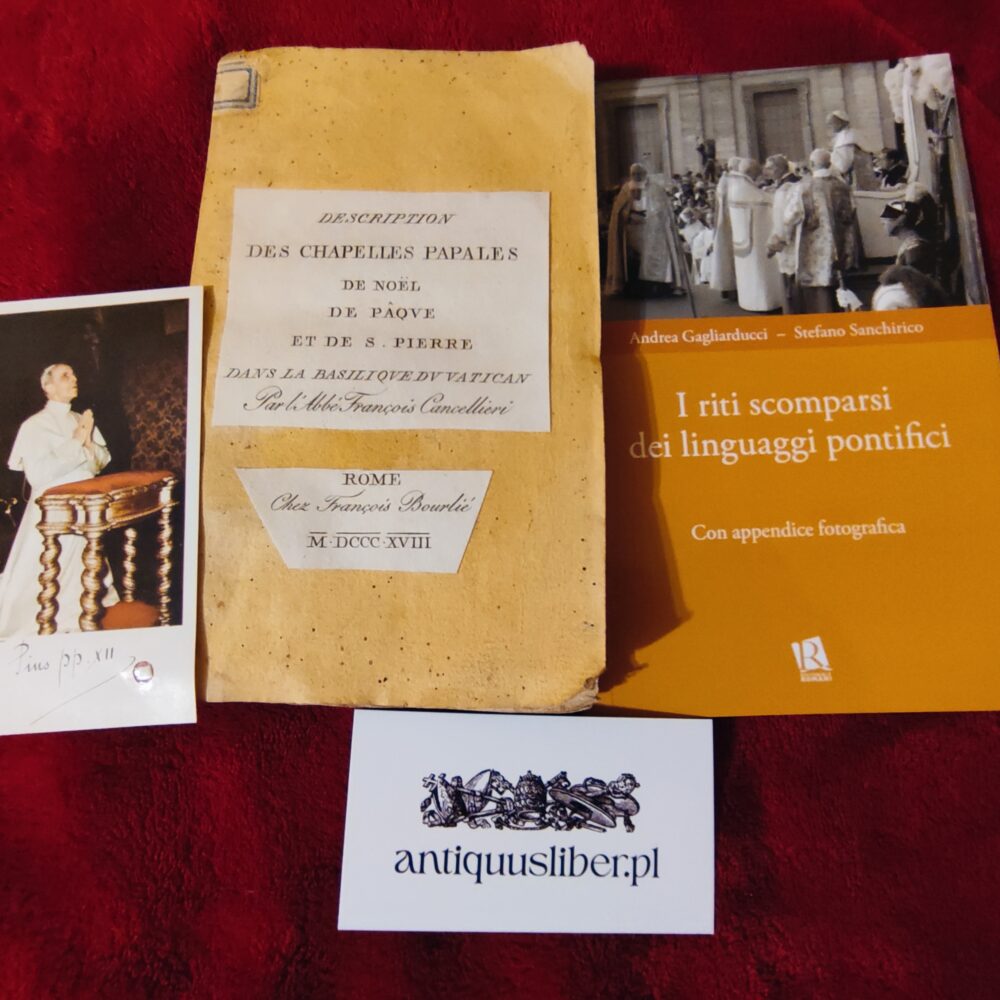 DESCRIPTION
DES CHAPELLES PAPALES
DE NOËL
DE PÂQVE
ET DE S. PIERRE
DANS LA BASILIQVE DV VATICAN
Par l'Abbé François Cancellieri
ROME
Chez François Bourlié
M·DCCC·XVIII
Andrea Gagliarducci – Stefano Sanchirico
I riti scomparsi
dei linguaggi pontifici
Con appendice fotografica
R
Pius pp. XII
antiquusliber.pl